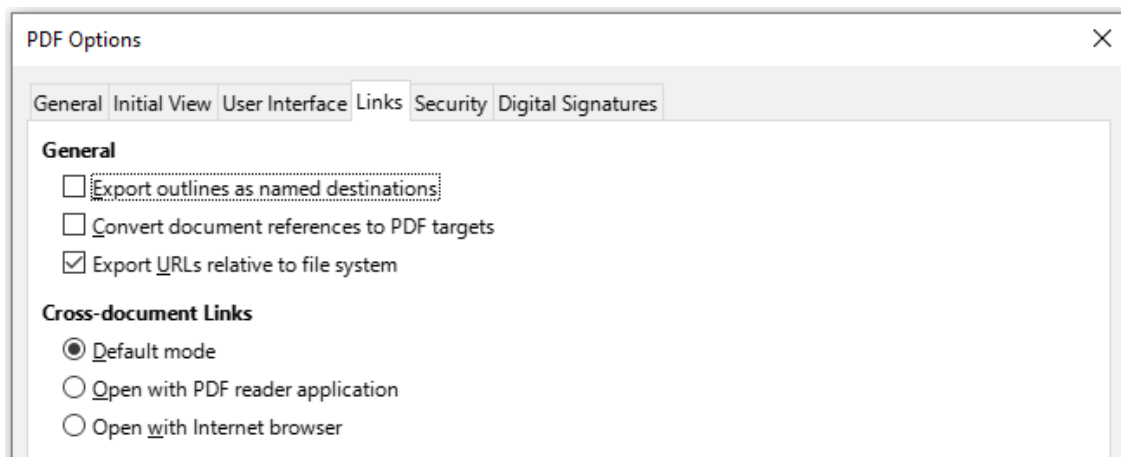 PDF Options
General Initial View User Interface Links Security Digital Signatures
General
Export outlines as named destinations
Convert document references to PDF targets
Export URLs relative to file system
Cross-document Links
Default mode
Open with PDF reader application
Open with Internet browser